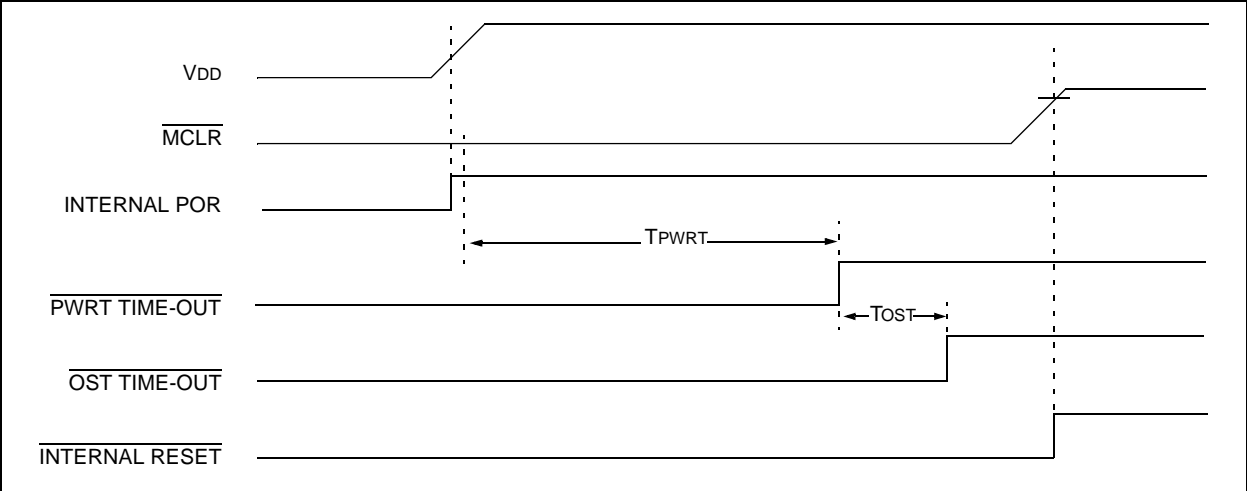 VDD
MCLR
INTERNAL POR
TPWRT
PWRT TIME-OUT
TOST
OST TIME-OUT
INTERNAL RESET